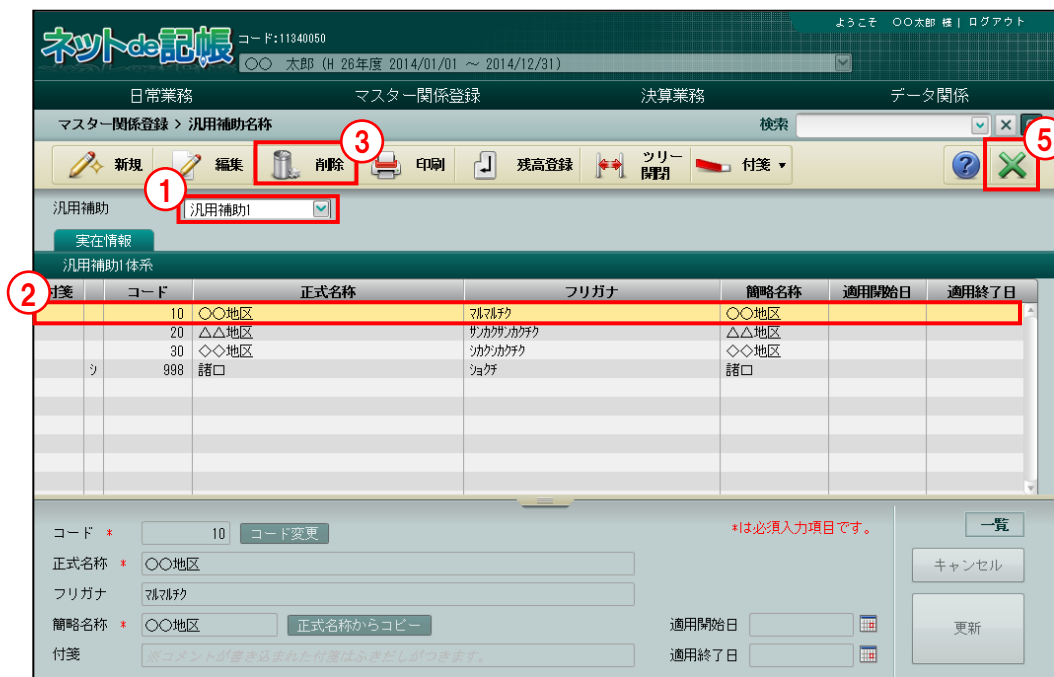 ようこそ ○○太郎 様 | ログアウト
ネットde記帳 コード:11340050
○○ 太郎 (H 26年度 2014/01/01 ～ 2014/12/31)
日常業務 マスター関係登録 決算業務 データ関係
マスター関係登録 > 汎用補助名称 検索
③ ⑤
新規 編集 削除 印刷 残高登録 ツリー開閉 付箋 ▼ ?
①
汎用補助 汎用補助1
実在情報
汎用補助1体系
②
付箋 コード 正式名称 フリガナ 簡略名称 適用開始日 適用終了日
10 ○○地区 マルマルチク ○○地区
20 △△地区 サンカクサンカクチク △△地区
30 ◇◇地区 シカクシカクチク ◇◇地区
シ 998 諸口 ショクチ 諸口
コード * 10 コード変更 *は必須入力項目です。 一覧
正式名称 * ○○地区 キャンセル
フリガナ マルマルチク
簡略名称 * ○○地区 正式名称からコピー 適用開始日 更新
付箋 ※コメントが書き込まれた付箋はふきだしがつきます。 適用終了日